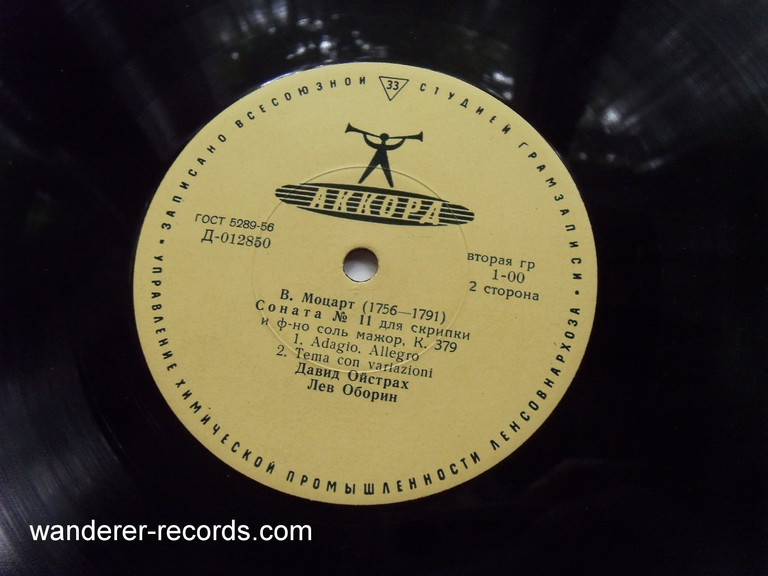 ЗАПИСАНО ВСЕСОЮЗНОЙ 33 СТУДИЕЙ ГРАМЗАПИСИ •
АККОРД
ГОСТ 5289-56
Д-012850
вторая гр
1-00
2 сторона
В. Моцарт (1756—1791)
Соната № 11 для скрипки
и ф-но соль мажор, К. 379
1. Adagio. Allegro
2. Tema con variazioni
Давид Ойстрах
Лев Оборин
• УПРАВЛЕНИЕ ХИМИЧЕСКОЙ ПРОМЫШЛЕННОСТИ ЛЕНСОВНАРХОЗА •
wanderer-records.com